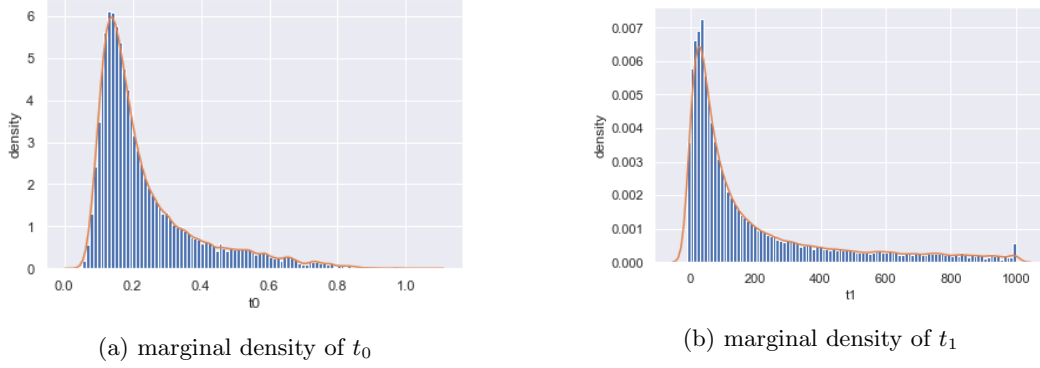 6
5
4
3
2
1
0
density
0.0 0.2 0.4 0.6 0.8 1.0
t0
(a) marginal density of t₀
0.007
0.006
0.005
0.004
0.003
0.002
0.001
0.000
density
0 200 400 600 800 1000
t1
(b) marginal density of t₁